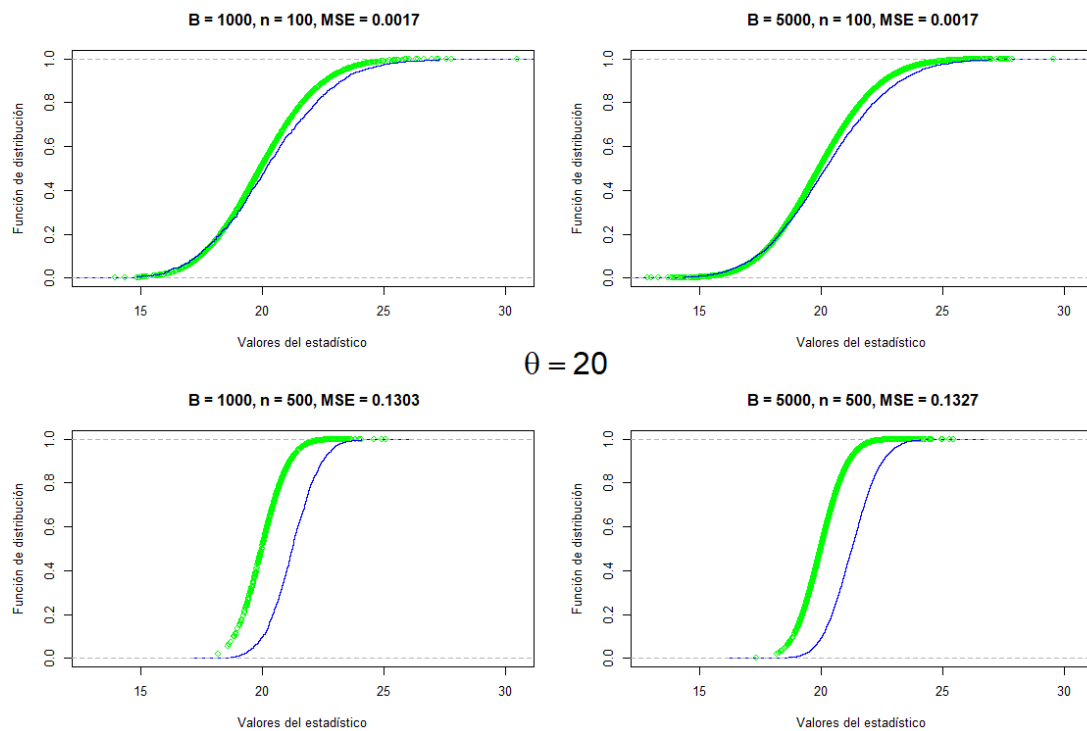 B = 1000, n = 100, MSE = 0.0017
Función de distribución
0.0 0.2 0.4 0.6 0.8 1.0
15 20 25 30
Valores del estadístico
B = 5000, n = 100, MSE = 0.0017
Función de distribución
0.0 0.2 0.4 0.6 0.8 1.0
15 20 25 30
Valores del estadístico
θ = 20
B = 1000, n = 500, MSE = 0.1303
Función de distribución
0.0 0.2 0.4 0.6 0.8 1.0
15 20 25 30
Valores del estadístico
B = 5000, n = 500, MSE = 0.1327
Función de distribución
0.0 0.2 0.4 0.6 0.8 1.0
15 20 25 30
Valores del estadístico